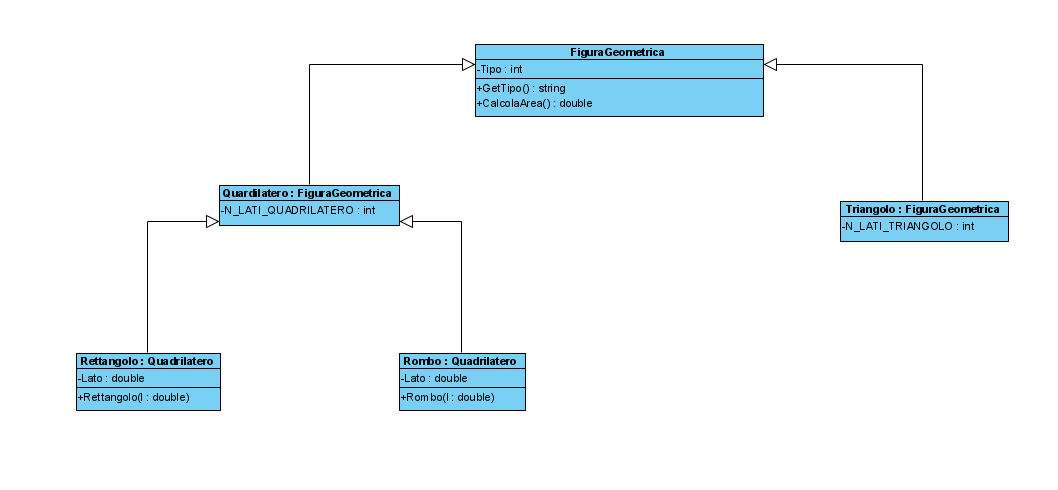 FiguraGeometrica
-Tipo : int
+GetTipo() : string
+CalcolaArea() : double
Quardilatero : FiguraGeometrica
-N_LATI_QUADRILATERO : int
Triangolo : FiguraGeometrica
-N_LATI_TRIANGOLO : int
Rettangolo : Quadrilatero
-Lato : double
+Rettangolo(l : double)
Rombo : Quadrilatero
-Lato : double
+Rombo(l : double)